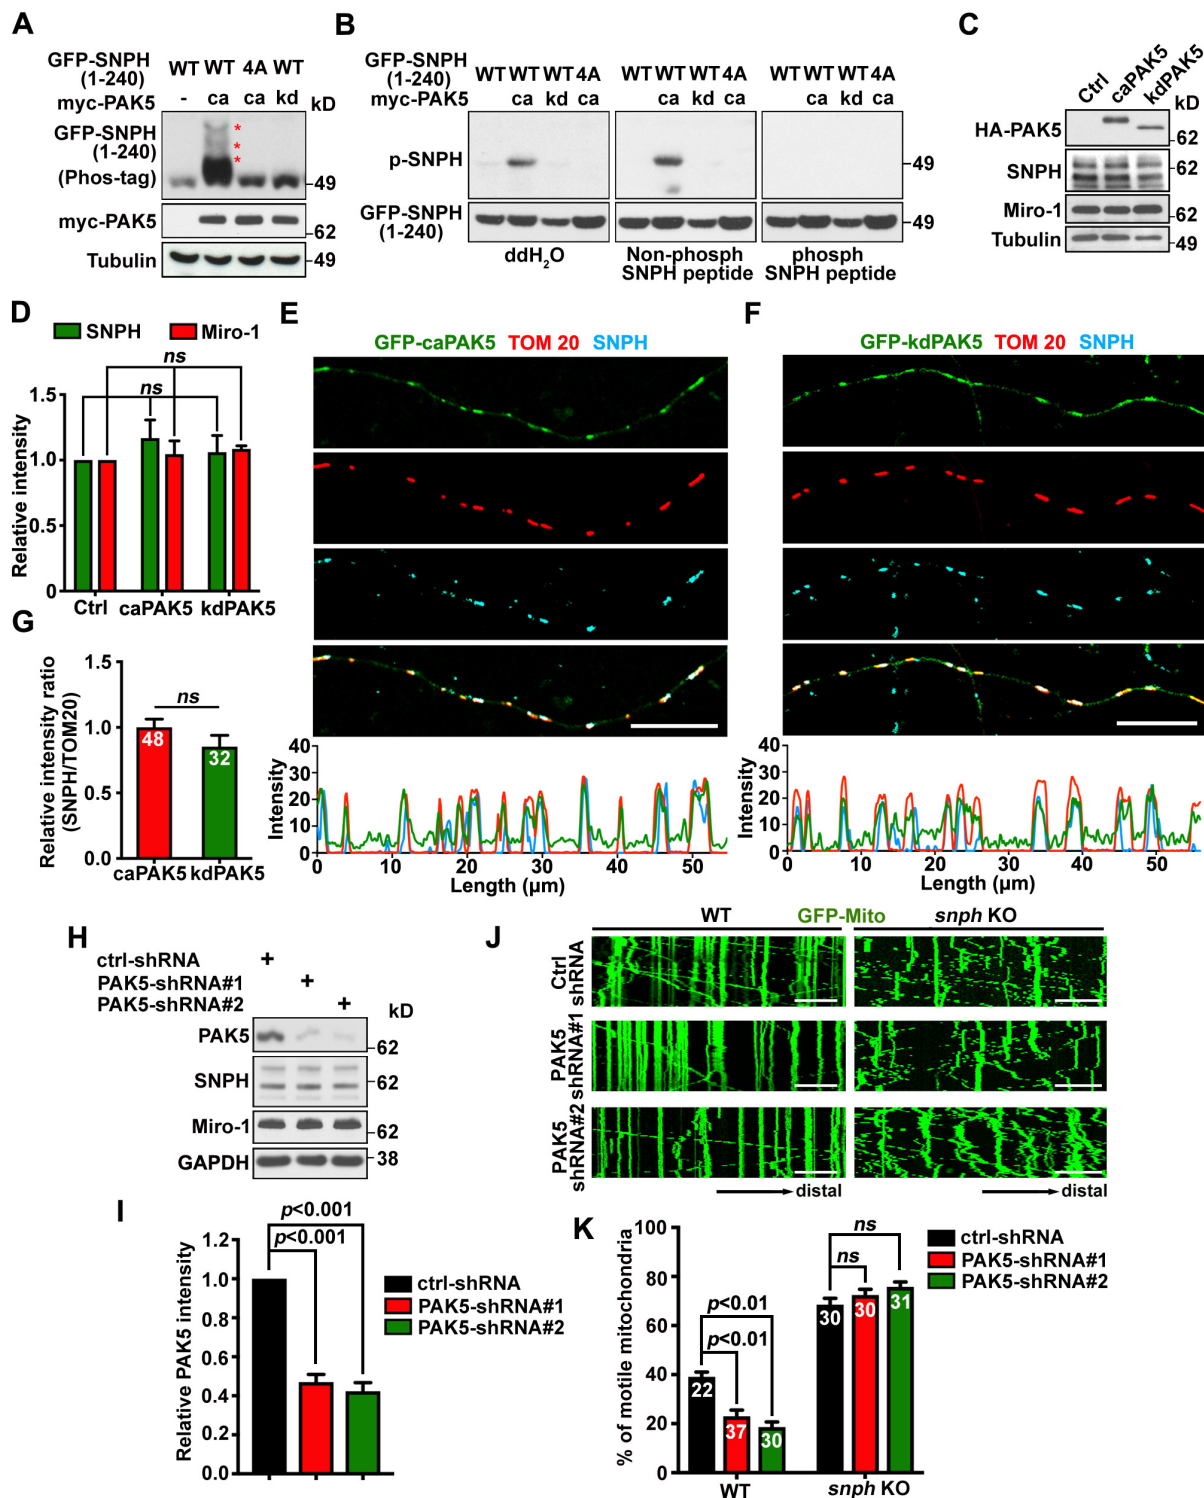 A
GFP-SNPH (1-240) WT WT 4A WT
myc-PAK5 - ca ca kd kD
GFP-SNPH (1-240) (Phos-tag)
*
*
*
49
myc-PAK5
62
Tubulin
49
B
GFP-SNPH (1-240) WT WT WT 4A WT WT WT 4A WT WT WT 4A
myc-PAK5 ca kd ca ca kd ca ca kd ca kD
p-SNPH
49
GFP-SNPH (1-240)
49
ddH2O
Non-phosph SNPH peptide
phosph SNPH peptide
C
Ctrl caPAK5 kdPAK5
kD
HA-PAK5
62
SNPH
62
Miro-1
62
Tubulin
49
D
SNPH Miro-1
ns
ns
Relative intensity
1.5
1.0
0.5
0
Ctrl caPAK5 kdPAK5
E
GFP-caPAK5 TOM 20 SNPH
Intensity
40
30
20
10
0
0 10 20 30 40 50
Length (µm)
F
GFP-kdPAK5 TOM 20 SNPH
Intensity
40
30
20
10
0
0 10 20 30 40 50
Length (µm)
G
Relative intensity ratio (SNPH/TOM20)
1.5
1.0
0.5
0.0
ns
48
32
caPAK5 kdPAK5
H
ctrl-shRNA +
PAK5-shRNA#1 +
PAK5-shRNA#2 +
kD
PAK5
62
SNPH
62
Miro-1
62
GAPDH
38
I
p<0.001
p<0.001
Relative PAK5 intensity
1.2
1.0
0.8
0.6
0.4
0.2
0.0
ctrl-shRNA
PAK5-shRNA#1
PAK5-shRNA#2
J
WT GFP-Mito snph KO
Ctrl shRNA
PAK5 shRNA#1
PAK5 shRNA#2
distal
distal
K
% of motile mitochondria
100
80
60
40
20
0
p<0.01
p<0.01
ns
ns
22
37
30
30
30
31
WT
snph KO
ctrl-shRNA
PAK5-shRNA#1
PAK5-shRNA#2